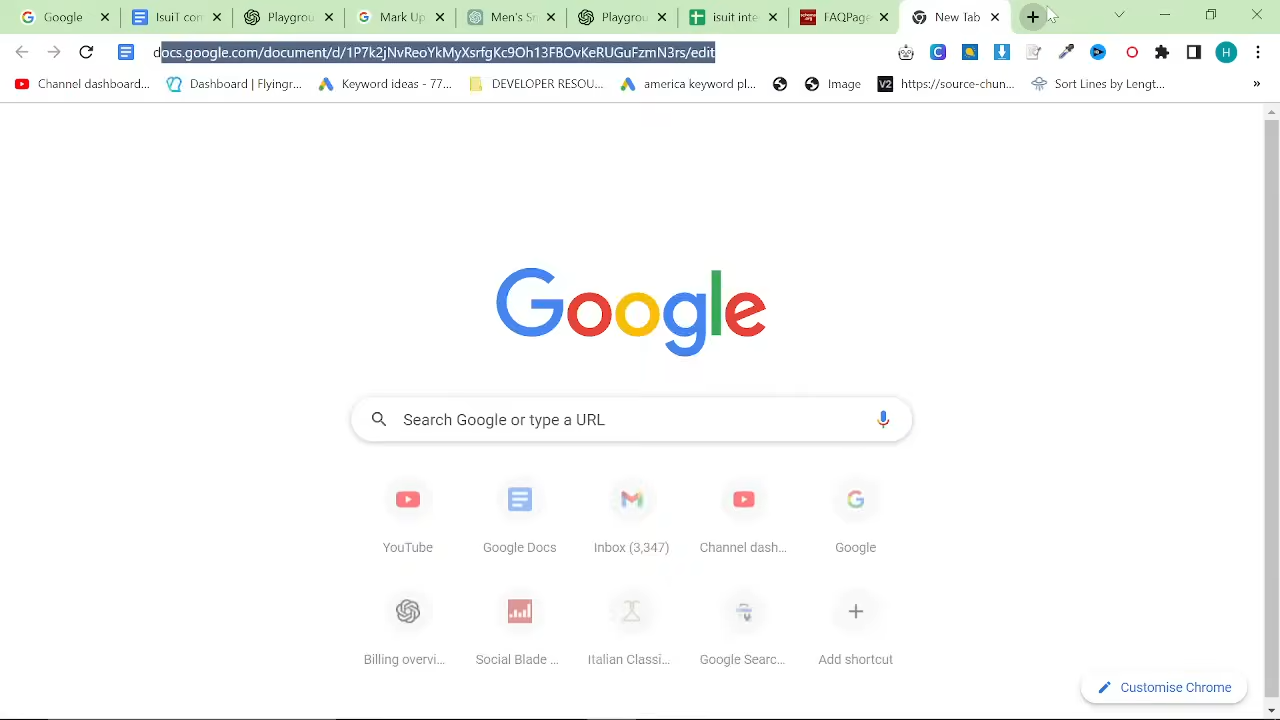 Google
IsuiT con
Playgrou
Mark Up
Men's S
Playgrou
isuit inte
FAQPage
New Tab
docs.google.com/document/d/1P7k2jNvReoYkMyXsrfgKc9Oh13FBOvKeRUGuFzmN3rs/edit
H
Channel dashboard...
Dashboard | Flyingr...
Keyword ideas - 77...
DEVELOPER RESOU...
america keyword pl...
Image
V2
https://source-chun...
Sort Lines by Lengt...
»
Google
Search Google or type a URL
YouTube
Google Docs
Inbox (3,347)
Channel dash...
Google
Billing overvi...
Social Blade ...
Italian Classi...
Google Searc...
Add shortcut
Customise Chrome